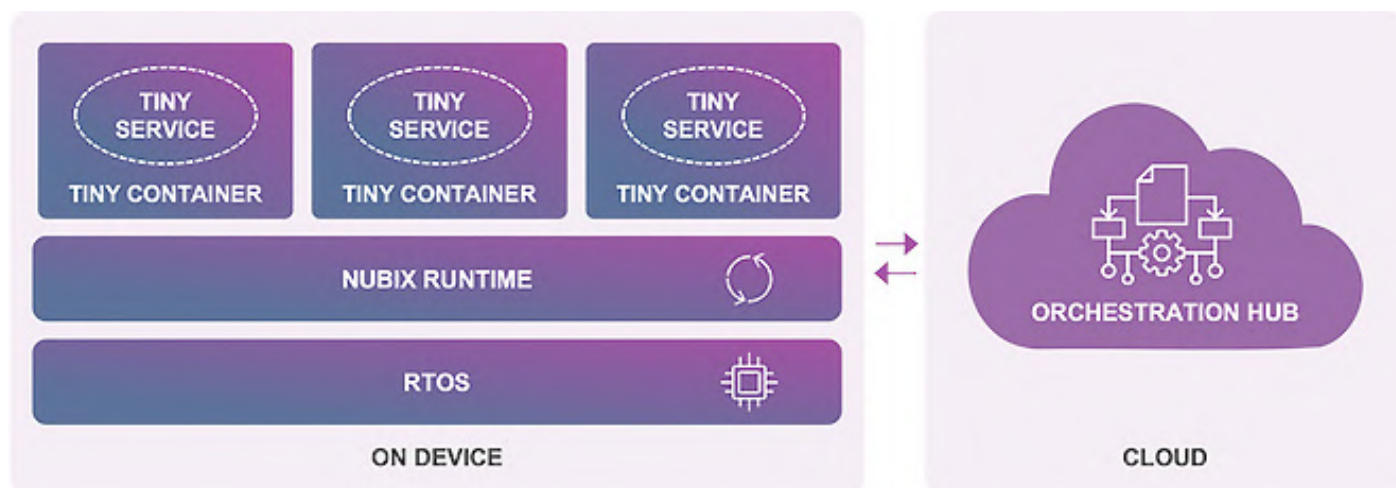 TINY
SERVICE
TINY CONTAINER
TINY
SERVICE
TINY CONTAINER
TINY
SERVICE
TINY CONTAINER
NUBIX RUNTIME
RTOS
ON DEVICE
ORCHESTRATION HUB
CLOUD